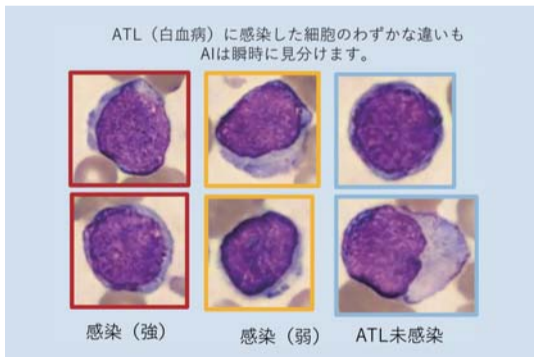 ATL（白血病）に感染した細胞のわずかな違いも
AIは瞬時に見分けます。
感染（強）
感染（弱）
ATL未感染